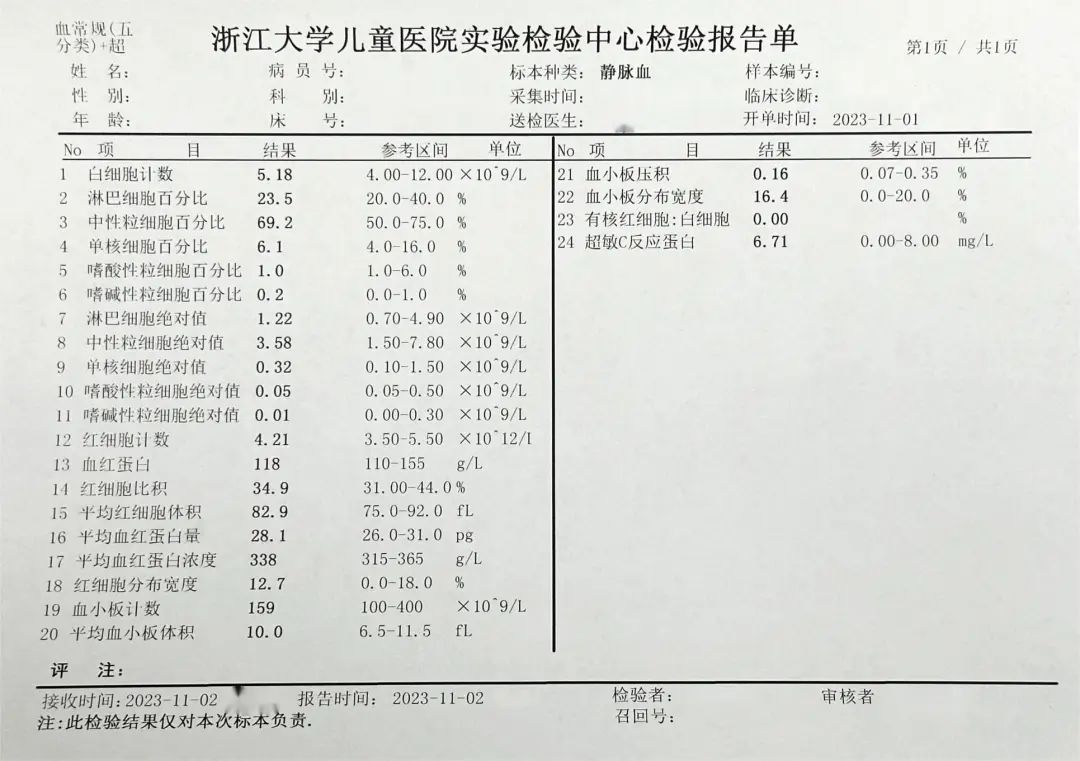 血常规(五
分类)+超
浙江大学儿童医院实验检验中心检验报告单
第1页 / 共1页
姓 名: 病员号: 标本种类: 静脉血 样本编号:
性 别: 科 别: 采集时间: 临床诊断:
年 龄: 床 号: 送检医生: 开单时间: 2023-11-01
No 项 目 结果 参考区间 单位
1 白细胞计数 5.18 4.00-12.00 ×10^9/L
2 淋巴细胞百分比 23.5 20.0-40.0 %
3 中性粒细胞百分比 69.2 50.0-75.0 %
4 单核细胞百分比 6.1 4.0-16.0 %
5 嗜酸性粒细胞百分比 1.0 1.0-6.0 %
6 嗜碱性粒细胞百分比 0.2 0.0-1.0 %
7 淋巴细胞绝对值 1.22 0.70-4.90 ×10^9/L
8 中性粒细胞绝对值 3.58 1.50-7.80 ×10^9/L
9 单核细胞绝对值 0.32 0.10-1.50 ×10^9/L
10 嗜酸性粒细胞绝对值 0.05 0.05-0.50 ×10^9/L
11 嗜碱性粒细胞绝对值 0.01 0.00-0.30 ×10^9/L
12 红细胞计数 4.21 3.50-5.50 ×10^12/l
13 血红蛋白 118 110-155 g/L
14 红细胞比积 34.9 31.00-44.0 %
15 平均红细胞体积 82.9 75.0-92.0 fL
16 平均血红蛋白量 28.1 26.0-31.0 pg
17 平均血红蛋白浓度 338 315-365 g/L
18 红细胞分布宽度 12.7 0.0-18.0 %
19 血小板计数 159 100-400 ×10^9/L
20 平均血小板体积 10.0 6.5-11.5 fL
No 项 目 结果 参考区间 单位
21 血小板压积 0.16 0.07-0.35 %
22 血小板分布宽度 16.4 0.0-20.0 %
23 有核红细胞:白细胞 0.00 %
24 超敏C反应蛋白 6.71 0.00-8.00 mg/L
评 注:
接收时间: 2023-11-02 报告时间: 2023-11-02 检验者: 审核者
注:此检验结果仅对本次标本负责. 召回号: